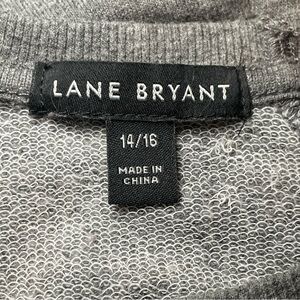 LANE BRYANT
14/16
MADE IN
CHINA